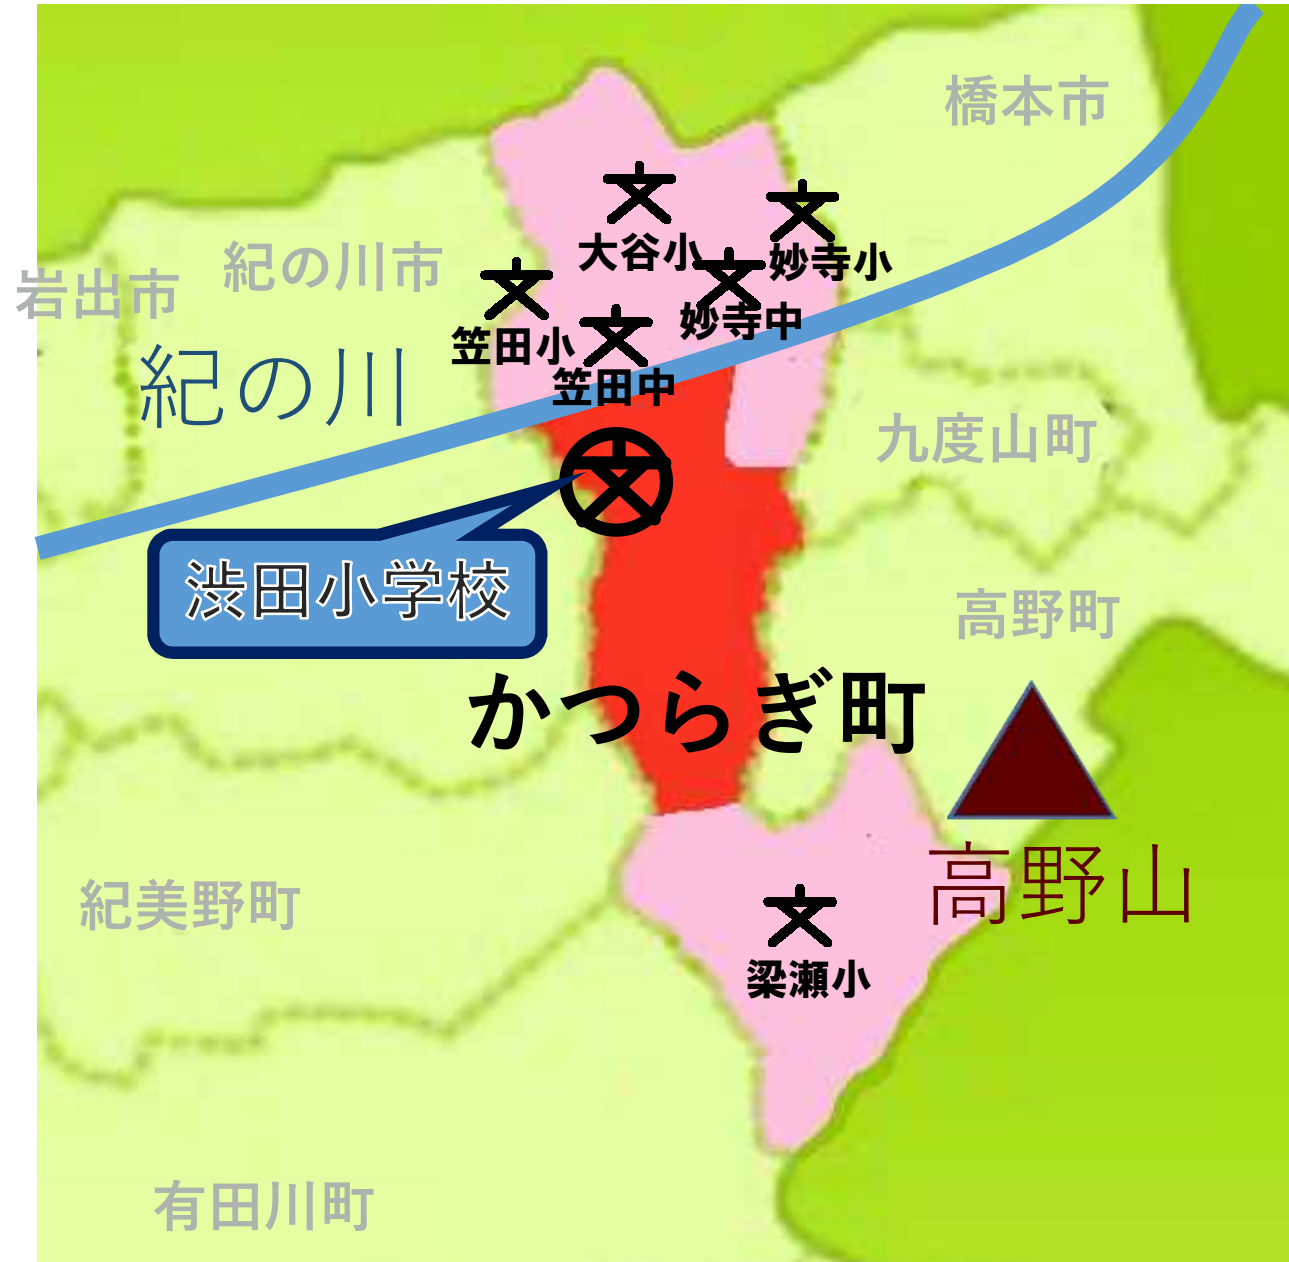 橋本市
大谷小
妙寺小
紀の川市
岩出市
妙寺中
笠田小
紀の川
笠田中
九度山町
渋田小学校
高野町
かつらぎ町
高野山
紀美野町
梁瀬小
有田川町